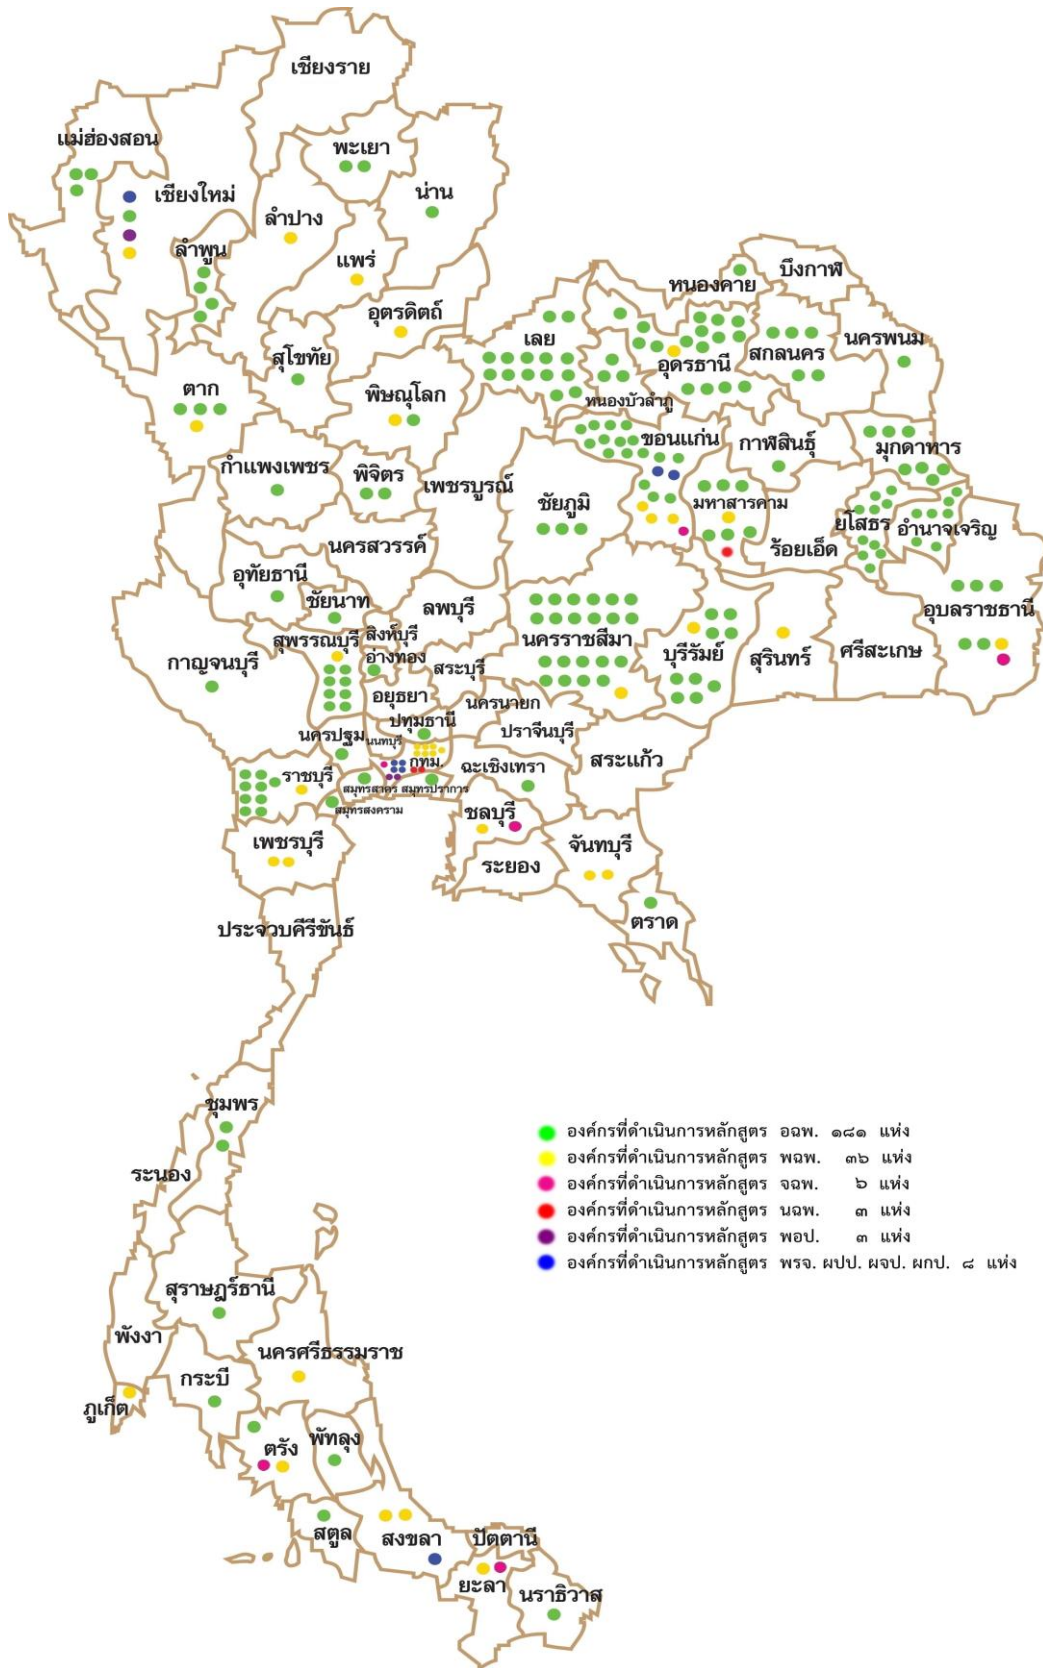 เชียงราย
แม่ฮ่องสอน
พะเยา
เชียงใหม่
น่าน
ลำปาง
ลำพูน
แพร่
บึงกาฬ
หนองคาย
อุตรดิตถ์
เลย
นครพนม
สุโขทัย
อุดรธานี
สกลนคร
ตาก
พิษณุโลก
หนองบัวลำภู
ขอนแก่น
กาฬสินธุ์
มุกดาหาร
กำแพงเพชร
พิจิตร
เพชรบูรณ์
ชัยภูมิ
มหาสารคาม
ยโสธร
อำนาจเจริญ
นครสวรรค์
ร้อยเอ็ด
อุทัยธานี
ชัยนาท
ลพบุรี
อุบลราชธานี
สุพรรณบุรี
สิงห์บุรี
นครราชสีมา
กาญจนบุรี
อ่างทอง
สระบุรี
บุรีรัมย์
สุรินทร์
ศรีสะเกษ
อยุธยา
นครนายก
ปทุมธานี
นครปฐม
นนทบุรี
ปราจีนบุรี
สระแก้ว
กทม.
ฉะเชิงเทรา
ราชบุรี
สมุทรสาคร
สมุทรปราการ
สมุทรสงคราม
ชลบุรี
เพชรบุรี
จันทบุรี
ระยอง
ตราด
ประจวบคีรีขันธ์
ชุมพร
ระนอง
องค์กรที่ดำเนินการหลักสูตร อฉพ. ๑๘๑ แห่ง
องค์กรที่ดำเนินการหลักสูตร พฉพ. ๓๖ แห่ง
องค์กรที่ดำเนินการหลักสูตร จฉพ. ๖ แห่ง
องค์กรที่ดำเนินการหลักสูตร นฉพ. ๓ แห่ง
องค์กรที่ดำเนินการหลักสูตร พอป. ๓ แห่ง
องค์กรที่ดำเนินการหลักสูตร พรจ. ผปป. ผจป. ผกป. ๘ แห่ง
สุราษฎร์ธานี
พังงา
นครศรีธรรมราช
กระบี่
ภูเก็ต
ตรัง
พัทลุง
สตูล
สงขลา
ปัตตานี
ยะลา
นราธิวาส